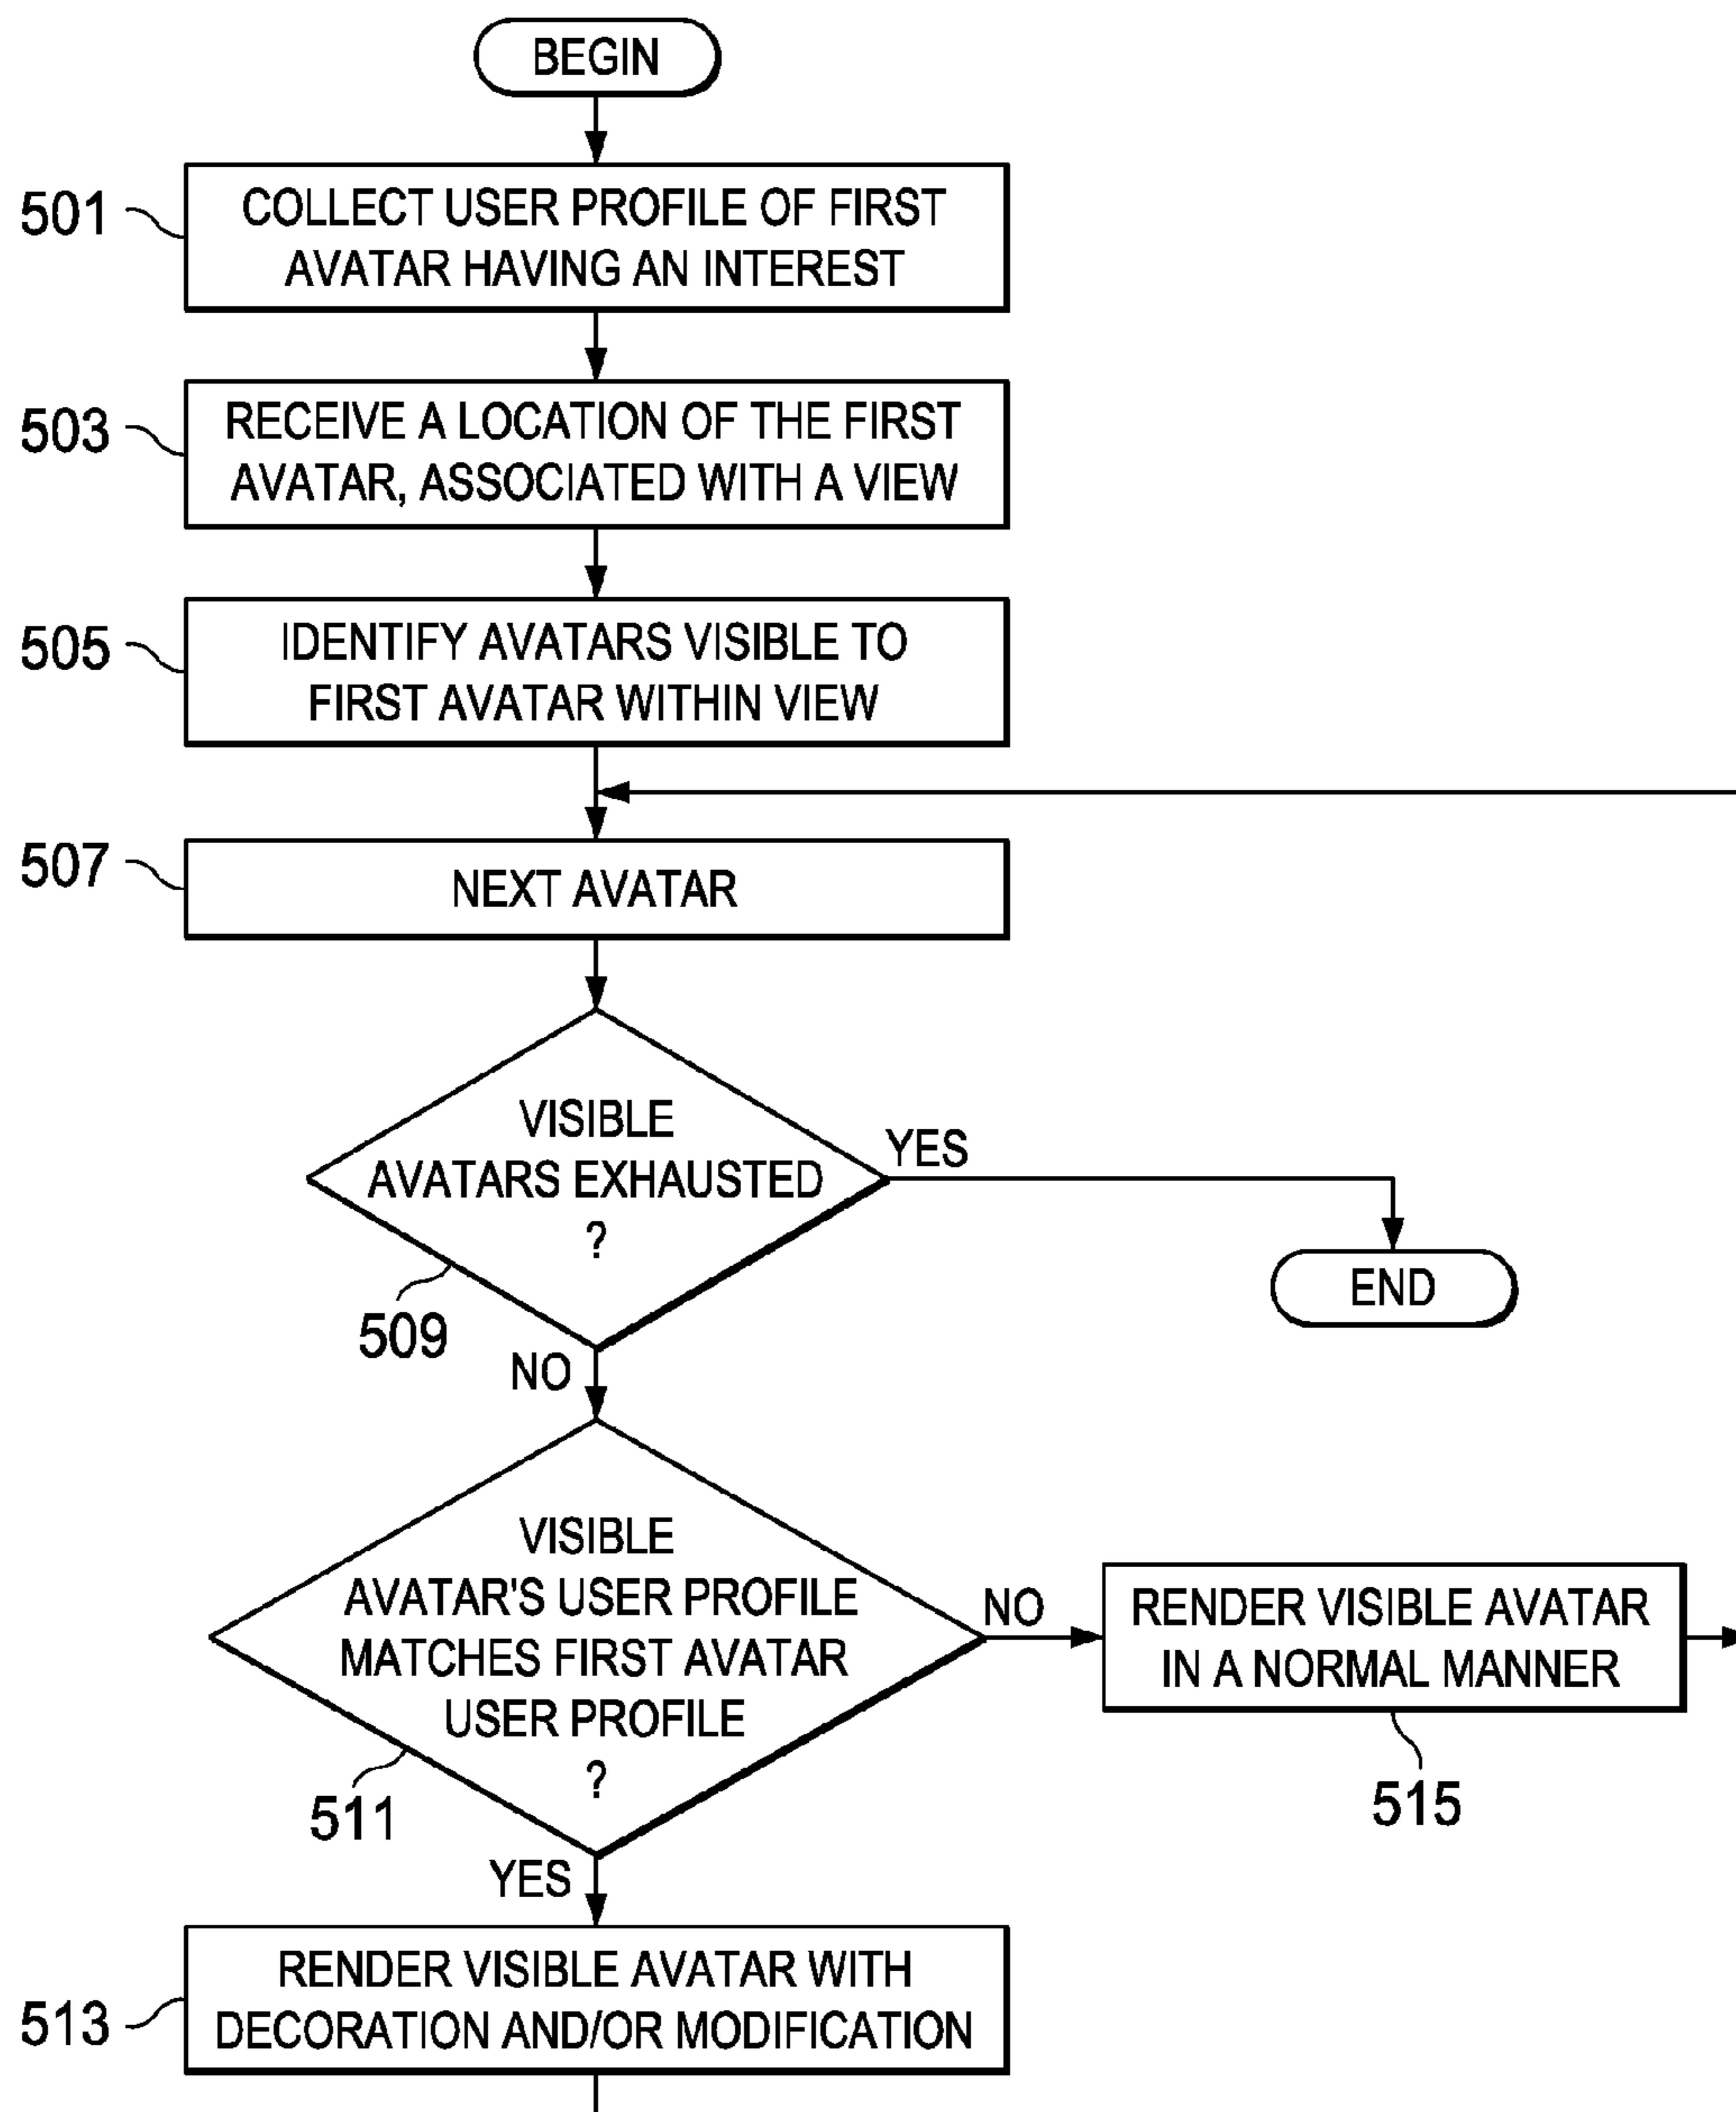 BEGIN
501
COLLECT USER PROFILE OF FIRST
AVATAR HAVING AN INTEREST
503
RECEIVE A LOCATION OF THE FIRST
AVATAR, ASSOCIATED WITH A VIEW
505
IDENTIFY AVATARS VISIBLE TO
FIRST AVATAR WITHIN VIEW
507
NEXT AVATAR
VISIBLE
AVATARS EXHAUSTED
?
YES
509
END
NO
VISIBLE
AVATAR'S USER PROFILE
MATCHES FIRST AVATAR
USER PROFILE
?
NO
RENDER VISIBLE AVATAR
IN A NORMAL MANNER
511
515
YES
513
RENDER VISIBLE AVATAR WITH
DECORATION AND/OR MODIFICATION